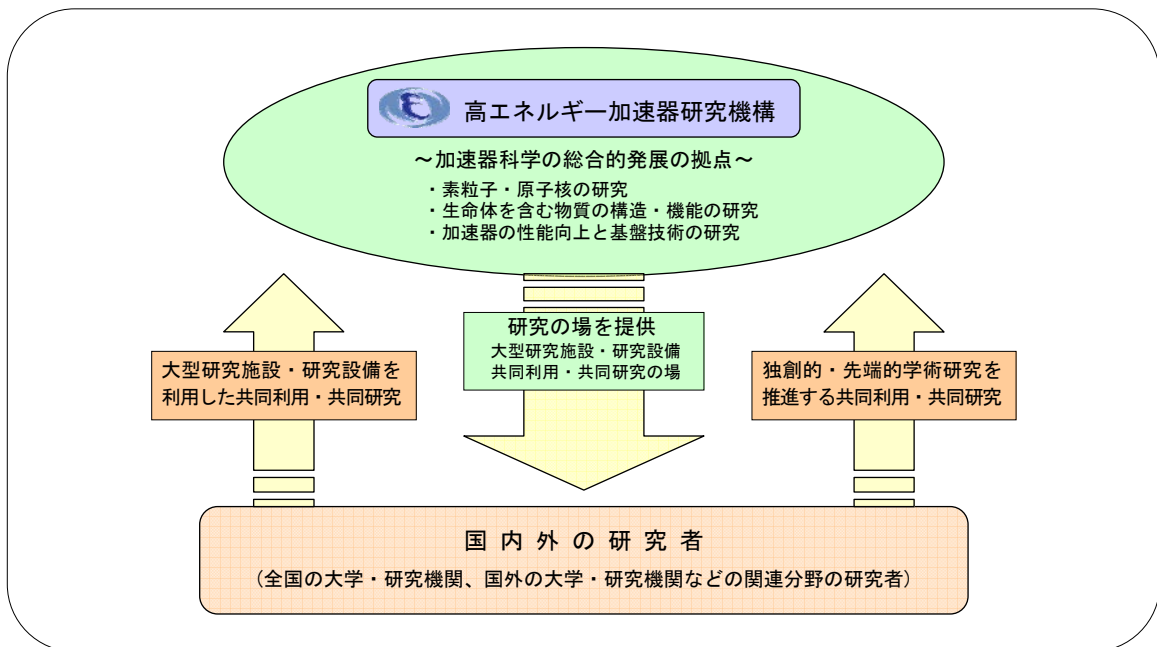 高エネルギー加速器研究機構
～加速器科学の総合的発展の拠点～
・素粒子・原子核の研究
・生命体を含む物質の構造・機能の研究
・加速器の性能向上と基盤技術の研究
研究の場を提供
大型研究施設・研究設備
共同利用・共同研究の場
大型研究施設・研究設備を
利用した共同利用・共同研究
独創的・先端的学術研究を
推進する共同利用・共同研究
国内外の研究者
（全国の大学・研究機関、国外の大学・研究機関などの関連分野の研究者）